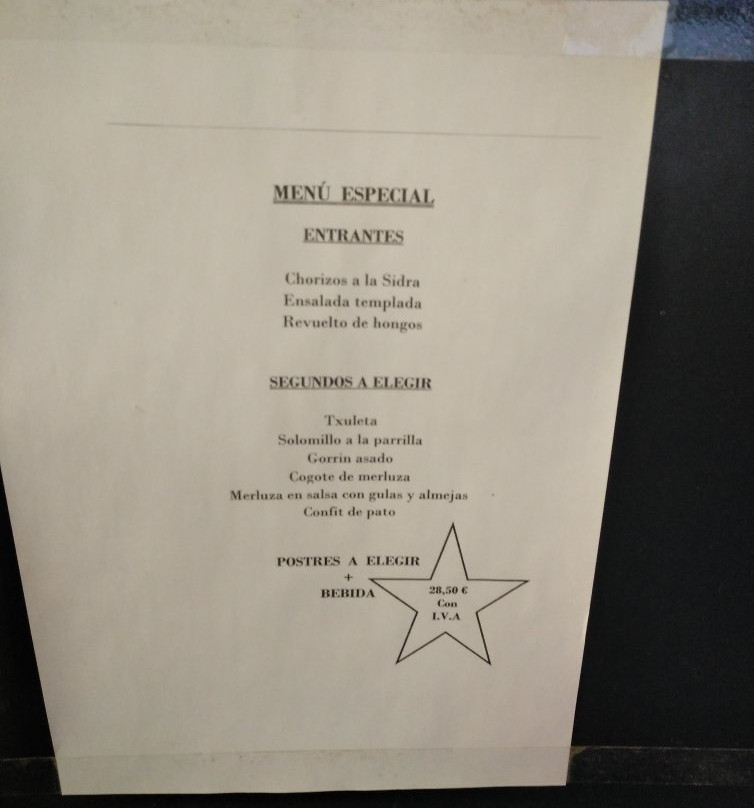 MENÚ ESPECIAL
ENTRANTES
Chorizos a la Sidra
Ensalada templada
Revuelto de hongos
SEGUNDOS A ELEGIR
Txuleta
Solomillo a la parrilla
Gorrin asado
Cogote de merluza
Merluza en salsa con gulas y almejas
Confit de pato
POSTRES A ELEGIR
+
BEBIDA
28,50 €
Con
I.V.A